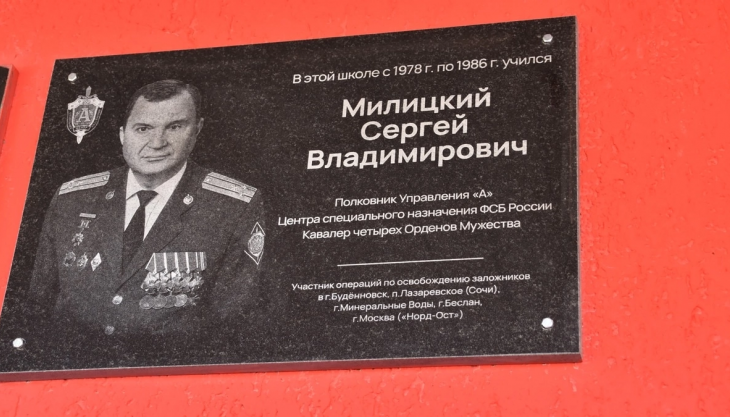 В этой школе с 1978 г. по 1986 г. учился
Милицкий
Сергей
Владимирович
Полковник Управления «А»
Центра специального назначения ФСБ России
Кавалер четырех Орденов Мужества
Участник операций по освобождению заложников
в г.Будённовск, п.Лазаревское (Сочи),
г.Минеральные Воды, г.Беслан,
г.Москва («Норд-Ост»)
А